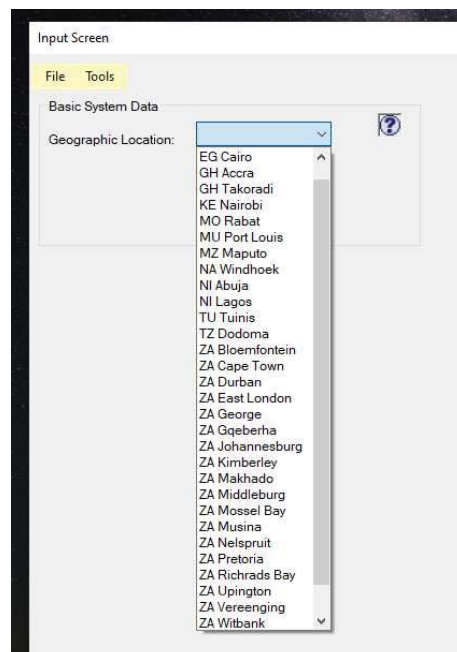 Input Screen
File Tools
Basic System Data
Geographic Location:
EG Cairo
GH Accra
GH Takoradi
KE Nairobi
MO Rabat
MU Port Louis
MZ Maputo
NA Windhoek
NI Abuja
NI Lagos
TU Tuinis
TZ Dodoma
ZA Bloemfontein
ZA Cape Town
ZA Durban
ZA East London
ZA George
ZA Gqeberha
ZA Johannesburg
ZA Kimberley
ZA Makhado
ZA Middleburg
ZA Mossel Bay
ZA Musina
ZA Nelspruit
ZA Pretoria
ZA Richrads Bay
ZA Upington
ZA Vereenging
ZA Witbank